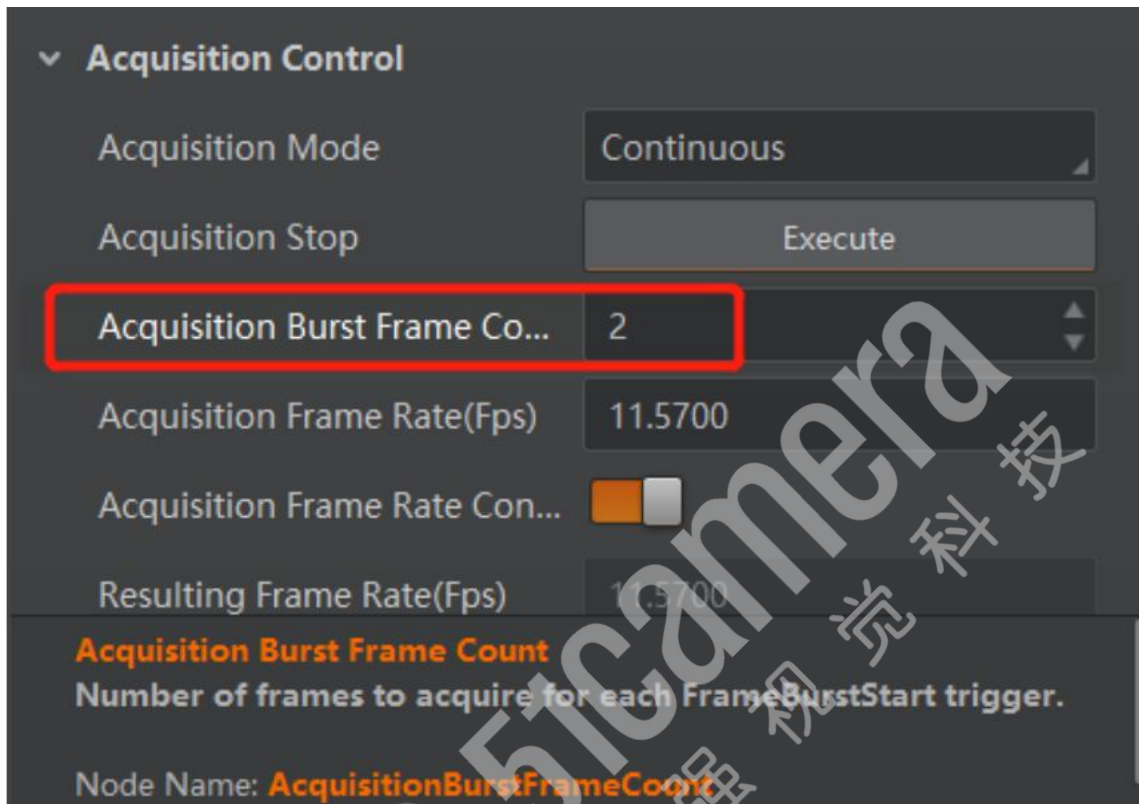 Acquisition Control
Acquisition Mode Continuous
Acquisition Stop Execute
Acquisition Burst Frame Co... 2
Acquisition Frame Rate(Fps) 11.5700
Acquisition Frame Rate Con...
Resulting Frame Rate(Fps) 11.5700
Acquisition Burst Frame Count
Number of frames to acquire for each FrameBurstStart trigger.
Node Name: AcquisitionBurstFrameCount
51camera
强视觉科技